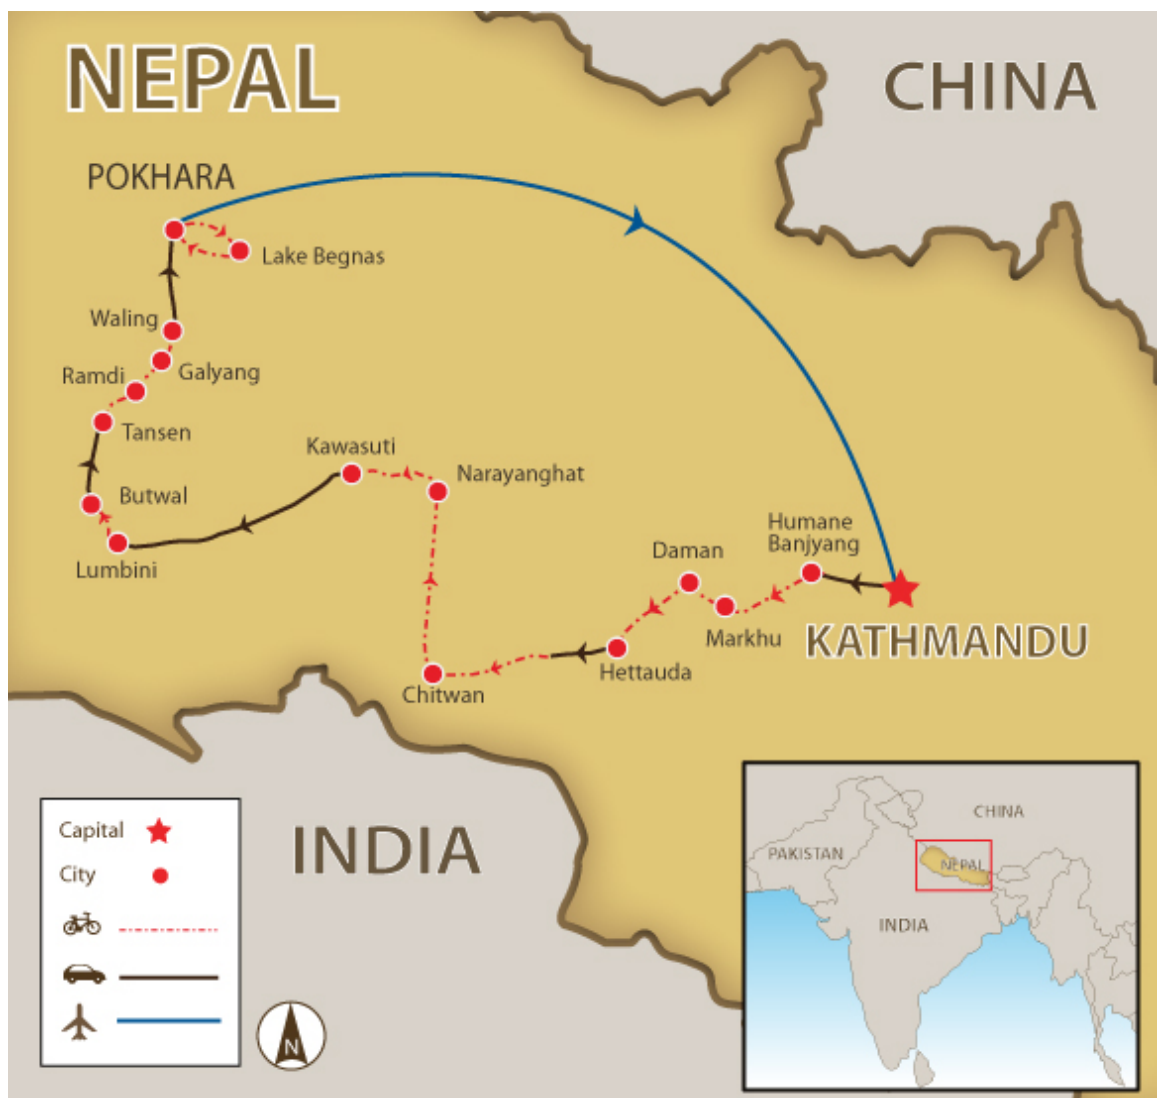 NEPAL
CHINA
POKHARA
Lake Begnas
Waling
Galyang
Ramdi
Tansen
Kawasuti
Narayanghat
Butwal
Humane
Banjyang
Daman
Lumbini
Markhu
KATHMANDU
Hettauda
Chitwan
INDIA
Capital
City
N
CHINA
PAKISTAN
NEPAL
INDIA